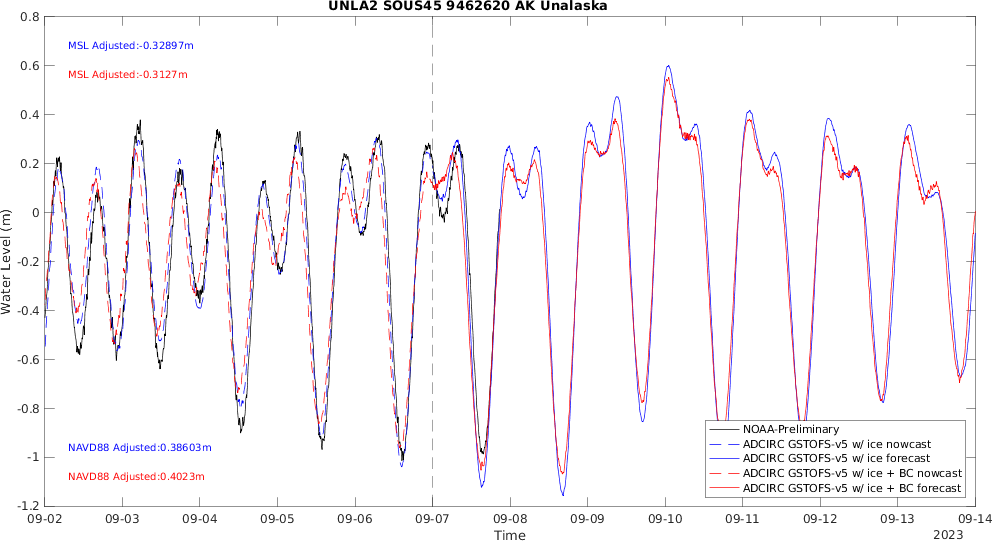 UNLA2 SOUS45 9462620 AK Unalaska
0.8
0.6
0.4
0.2
0
-0.2
-0.4
-0.6
-0.8
-1
-1.2
Water Level (m)
MSL Adjusted:-0.32897m
MSL Adjusted:-0.3127m
NAVD88 Adjusted:0.38603m
NAVD88 Adjusted:0.4023m
NOAA-Preliminary
ADCIRC GSTOFS-v5 w/ ice nowcast
ADCIRC GSTOFS-v5 w/ ice forecast
ADCIRC GSTOFS-v5 w/ ice + BC nowcast
ADCIRC GSTOFS-v5 w/ ice + BC forecast
09-02 09-03 09-04 09-05 09-06 09-07 09-08 09-09 09-10 09-11 09-12 09-13 09-14
Time
2023